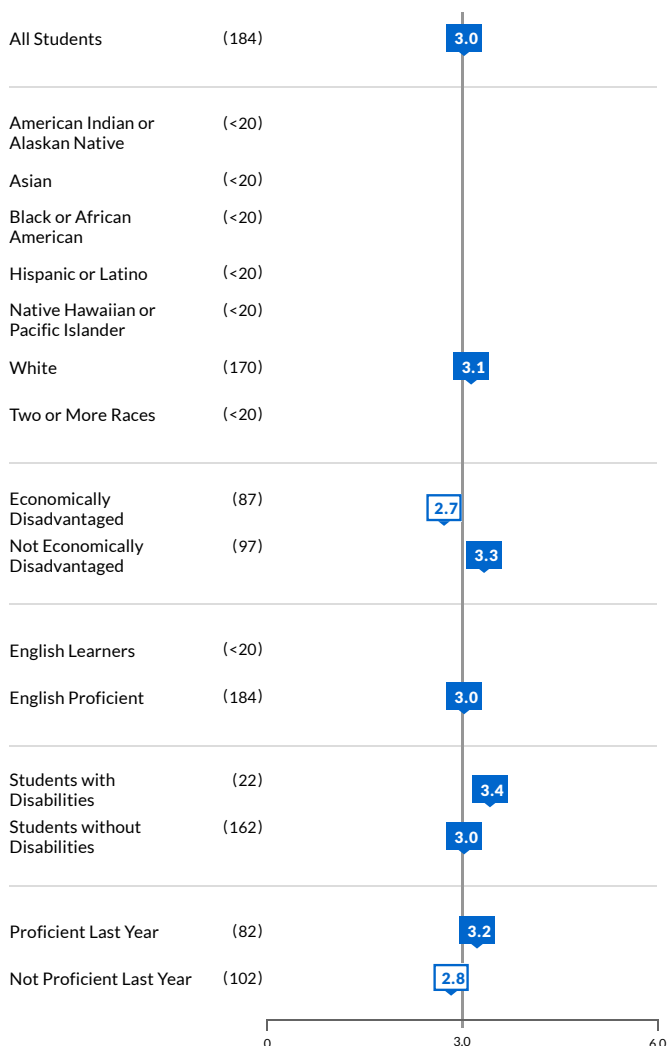 All Students (184) 3.0
American Indian or (<20)
Alaskan Native
Asian (<20)
Black or African (<20)
American
Hispanic or Latino (<20)
Native Hawaiian or (<20)
Pacific Islander
White (170) 3.1
Two or More Races (<20)
Economically (87) 2.7
Disadvantaged
Not Economically (97) 3.3
Disadvantaged
English Learners (<20)
English Proficient (184) 3.0
Students with (22) 3.4
Disabilities
Students without (162) 3.0
Disabilities
Proficient Last Year (82) 3.2
Not Proficient Last Year (102) 2.8
0 3.0 6.0